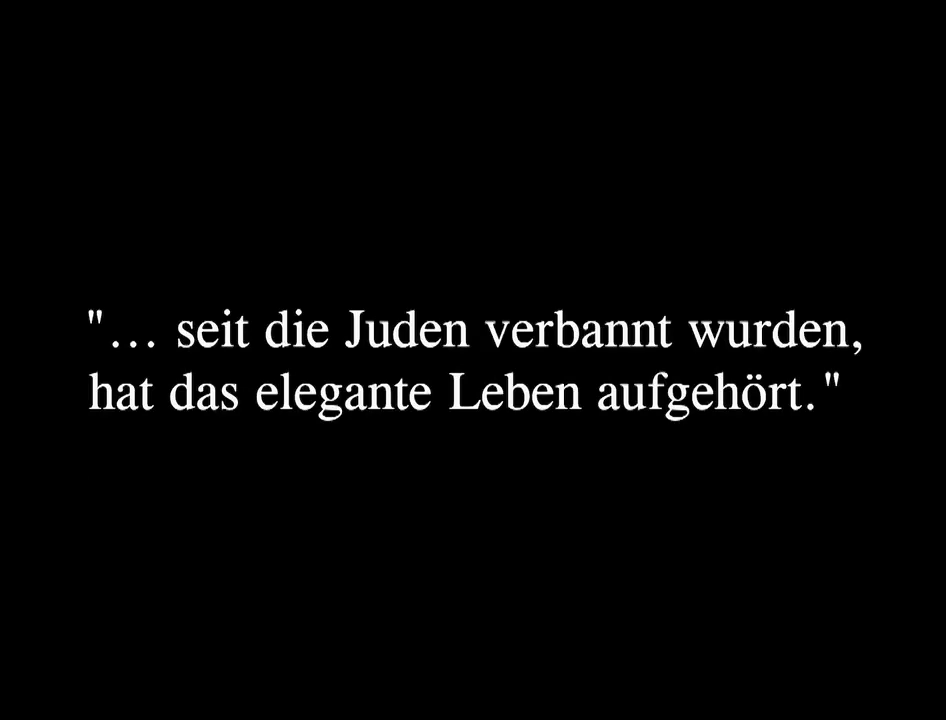 "... seit die Juden verbannt wurden,
hat das elegante Leben aufgehört."